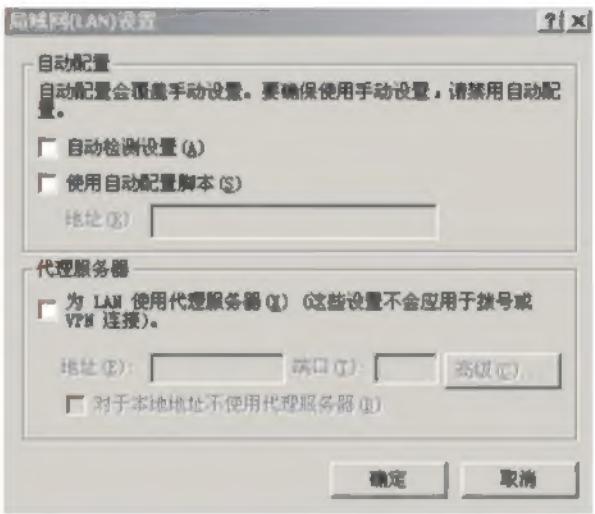 局域网(LAN)设置
自动配置
自动配置会覆盖手动设置。要确保使用手动设置，请禁用自动配
置。
自动检测设置(A)
使用自动配置脚本(S)
地址(R)
代理服务器
为 LAN 使用代理服务器(X) (这些设置不会应用于拨号或
VPN 连接)。
地址(E): 端口(T): 高级(C)...
对于本地地址不使用代理服务器(B)
确定 取消